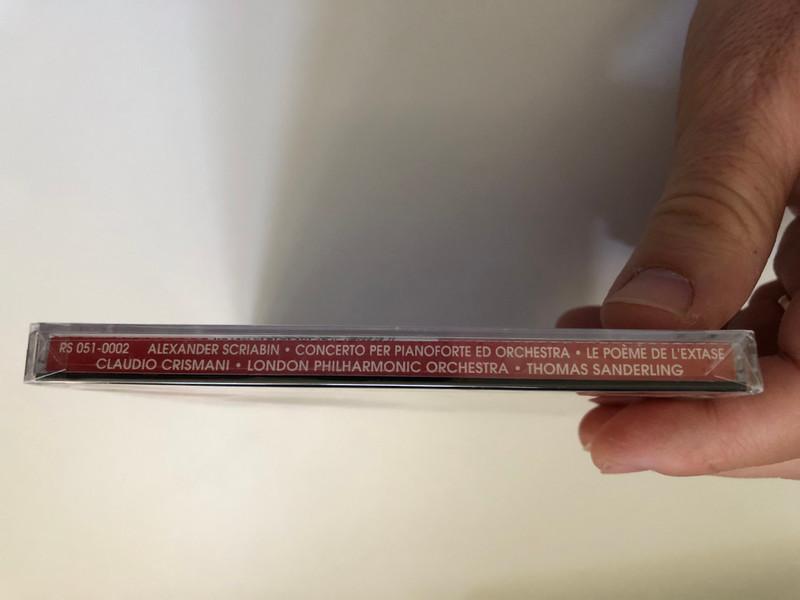 RS 051-0002 ALEXANDER SCRIABIN • CONCERTO PER PIANOFORTE ED ORCHESTRA • LE POÈME DE L'EXTASE
CLAUDIO CRISMANI • LONDON PHILHARMONIC ORCHESTRA • THOMAS SANDERLING